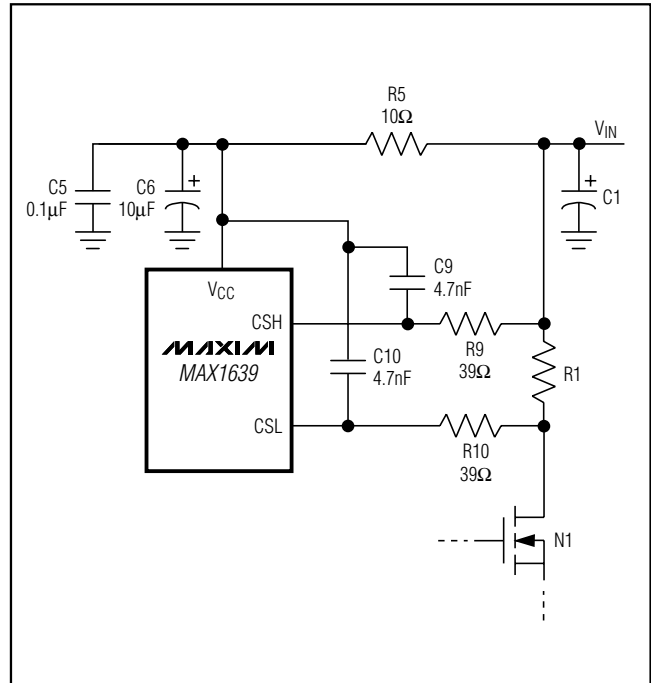 R5
10Ω
VIN
C5
0.1µF
C6
10µF
+
+
C1
C9
4.7nF
VCC
CSH
MAXIM
MAX1639
C10
4.7nF
R9
39Ω
R1
CSL
R10
39Ω
N1